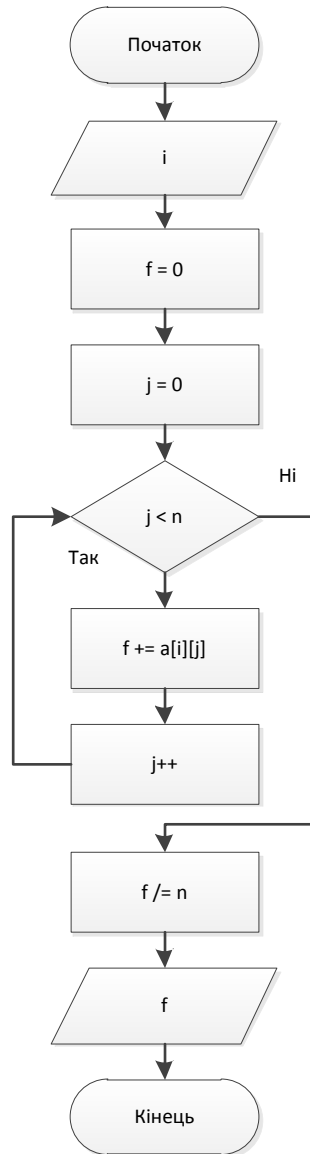 Початок
i
f = 0
j = 0
j < n
Ні
Так
f += a[i][j]
j++
f /= n
f
Кінець